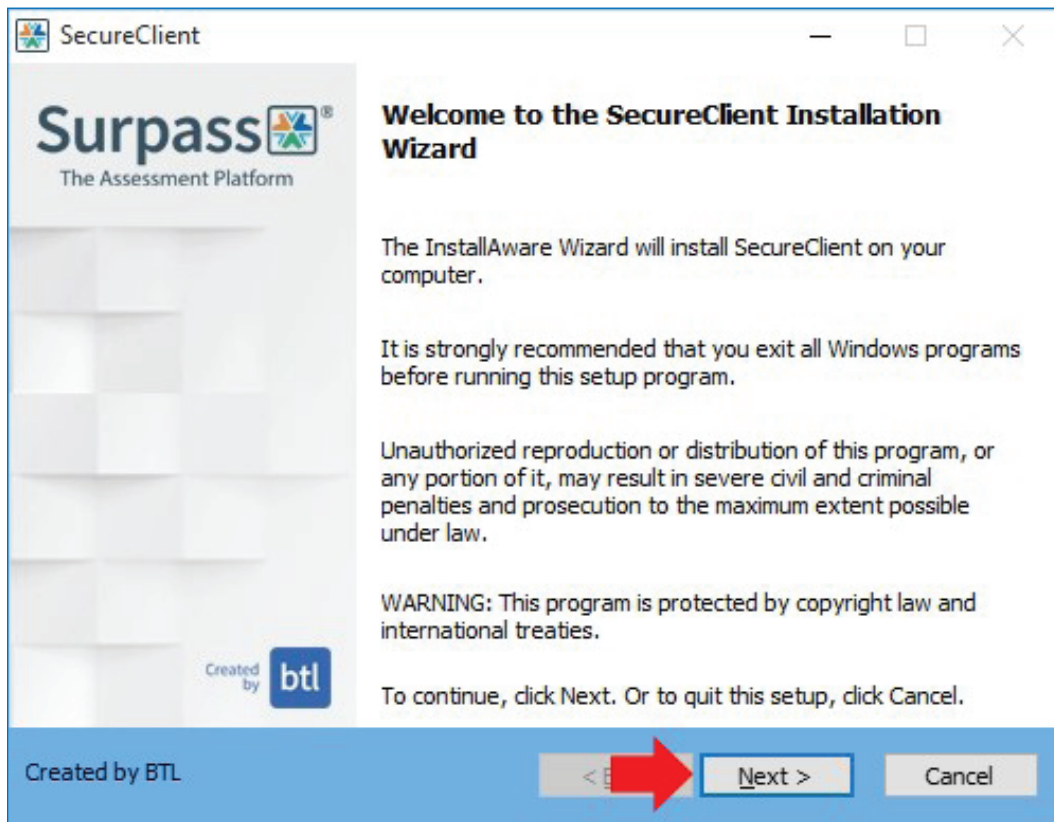 SecureClient
Surpass®
The Assessment Platform
Welcome to the SecureClient Installation
Wizard
The InstallAware Wizard will install SecureClient on your
computer.
It is strongly recommended that you exit all Windows programs
before running this setup program.
Unauthorized reproduction or distribution of this program, or
any portion of it, may result in severe civil and criminal
penalties and prosecution to the maximum extent possible
under law.
WARNING: This program is protected by copyright law and
international treaties.
Created
by
btl
To continue, click Next. Or to quit this setup, click Cancel.
Created by BTL
<
Next >
Cancel